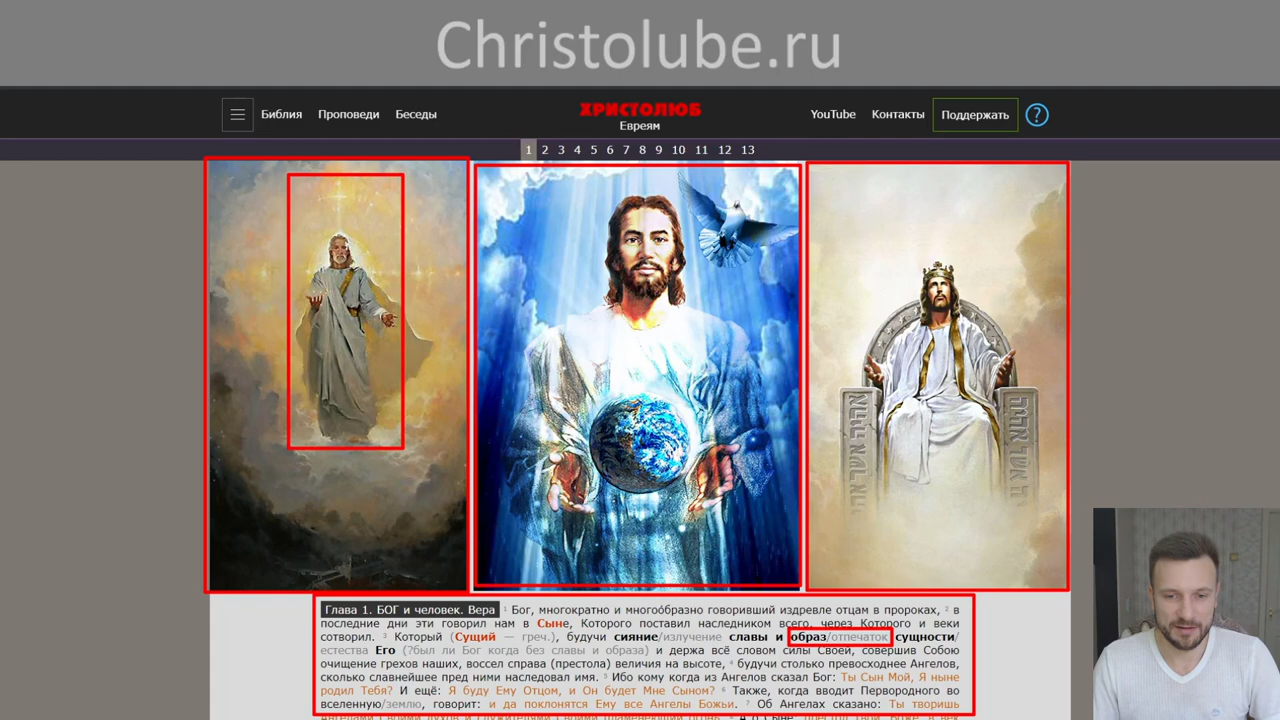 Christolube.ru
Библия Проповеди Беседы
ХРИСТОЛЮБ
Евреям
YouTube Контакты Поддержать ?
1 2 3 4 5 6 7 8 9 10 11 12 13
Глава 1. БОГ и человек. Вера 1 Бог, многократно и многоо́бразно говоривший издревле отцам в пророках, 2 в
последние дни эти говорил нам в Сыне, Которого поставил наследником всего, через Которого и веки
сотворил. 3 Который (Сущий — греч.), будучи сияние/излучение славы и образ/отпечаток сущности/
естества Его (?был ли Бог когда без славы и образа) и держа всё словом силы Своей, совершив Собою
очищение грехов наших, воссел справа (престола) величия на высоте, 4 будучи столько превосходнее Ангелов,
сколько славнейшее пред ними наследовал имя. 5 Ибо кому когда из Ангелов сказал Бог: Ты Сын Мой, Я ныне
родил Тебя? И ещё: Я буду Ему Отцом, и Он будет Мне Сыном? 6 Также, когда вводит Первородного во
вселенную/землю, говорит: и да поклонятся Ему все Ангелы Божьи. 7 Об Ангелах сказано: Ты творишь